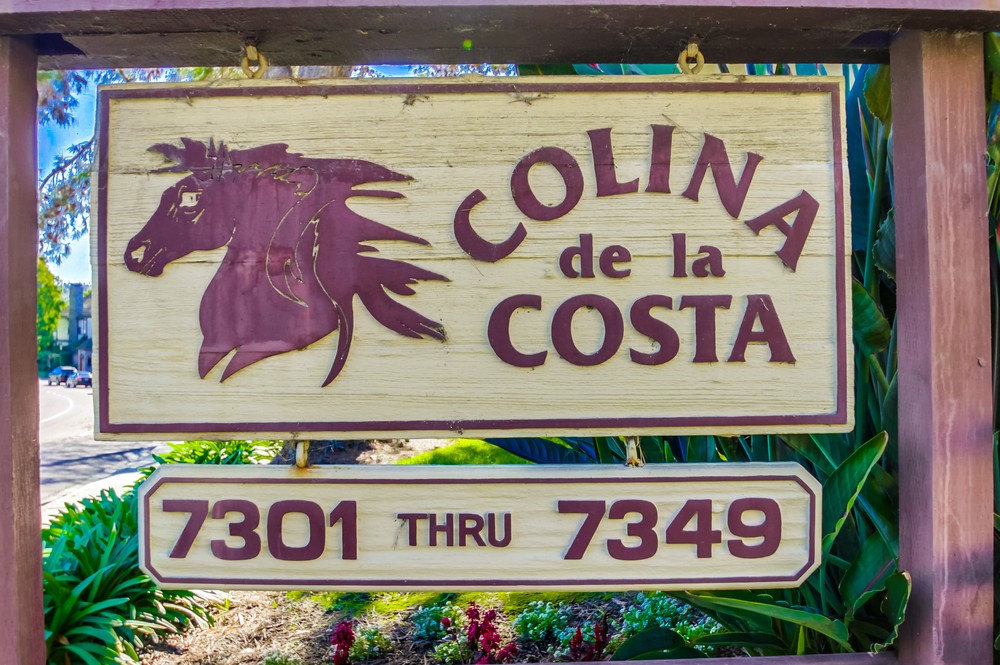 COLINA
de la
COSTA
7301 THRU 7349